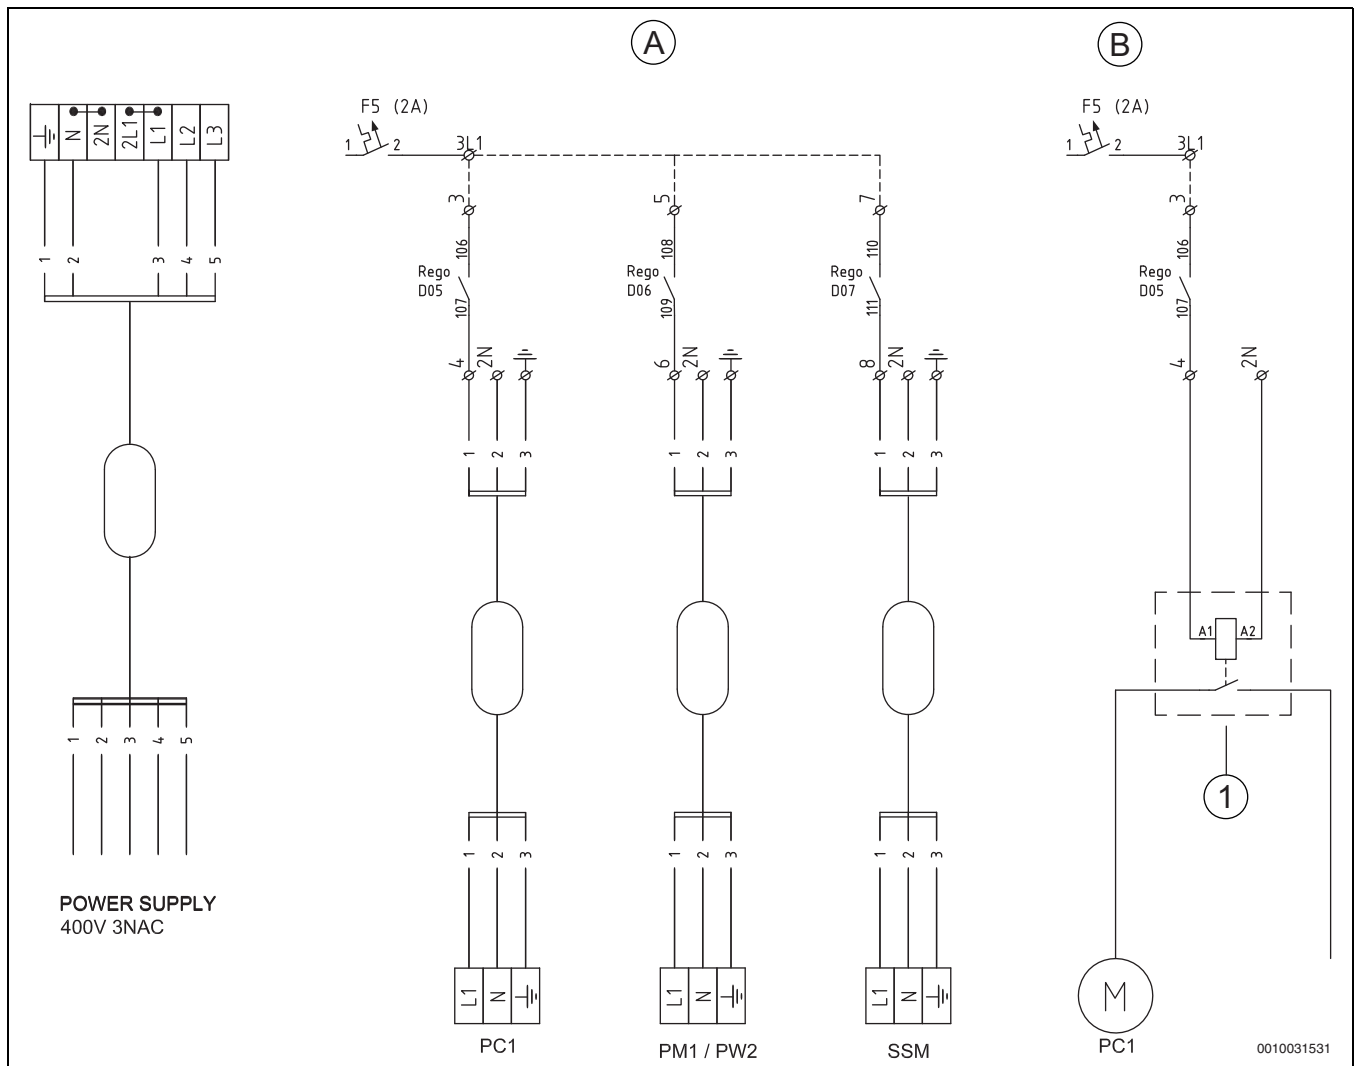 A
B
F5 (2A)
F5 (2A)
N
2N
2L1
L1
L2
L3
1
2
3L1
1
2
3L1
3
5
7
3
106
108
110
106
1
2
3
4
5
Rego
D05
Rego
D06
Rego
D07
Rego
D05
107
109
111
107
4
2N
6
2N
8
2N
4
2N
1
2
3
1
2
3
1
2
3
A1
A2
1
2
3
4
5
1
1
2
3
1
2
3
1
2
3
POWER SUPPLY
400V 3NAC
L1
N
L1
N
L1
N
M
PC1
PM1 / PW2
SSM
PC1
0010031531